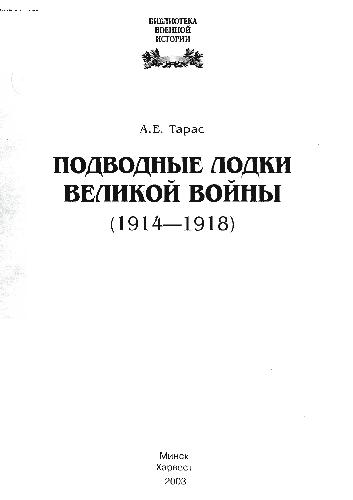 БИБЛИОТЕКА
ВОЕННОЙ
ИСТОРИИ
А.Е. Тарас
ПОДВОДНЫЕ ЛОДКИ
ВЕЛИКОЙ ВОЙНЫ
(1914—1918)
Минск
Харвест
2003